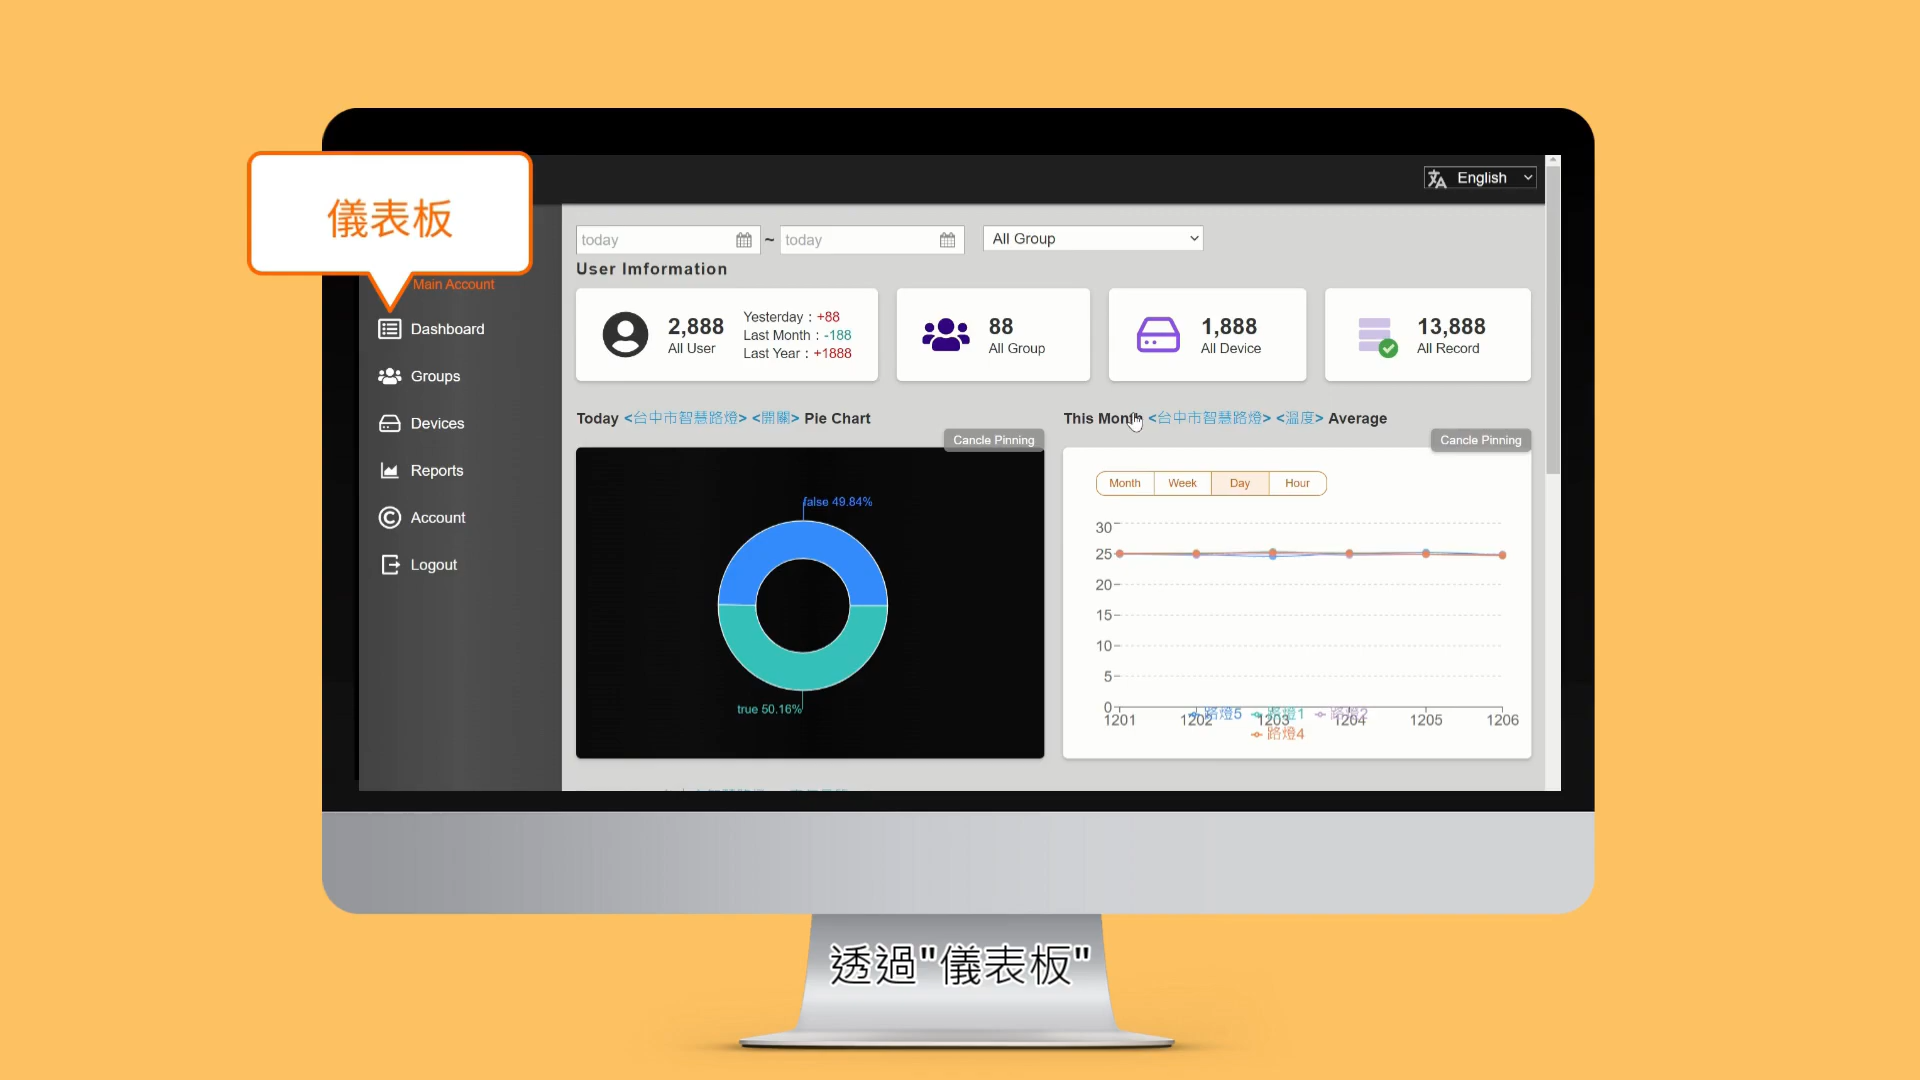 儀表板
English
Main Account
Dashboard
Groups
Devices
Reports
Account
Logout
today ~ today All Group
User Imformation
2,888
All User
Yesterday : +88
Last Month : -188
Last Year : +1888
88
All Group
1,888
All Device
13,888
All Record
Today <台中市智慧路燈> <開關> Pie Chart
Cancle Pinning
false 49.84%
true 50.16%
This Month <台中市智慧路燈> <溫度> Average
Cancle Pinning
Month Week Day Hour
30
25
20
15
10
5
0
1201 1202 1203 1204 1205 1206
路燈5 路燈1 路燈2
路燈4
透過"儀表板"